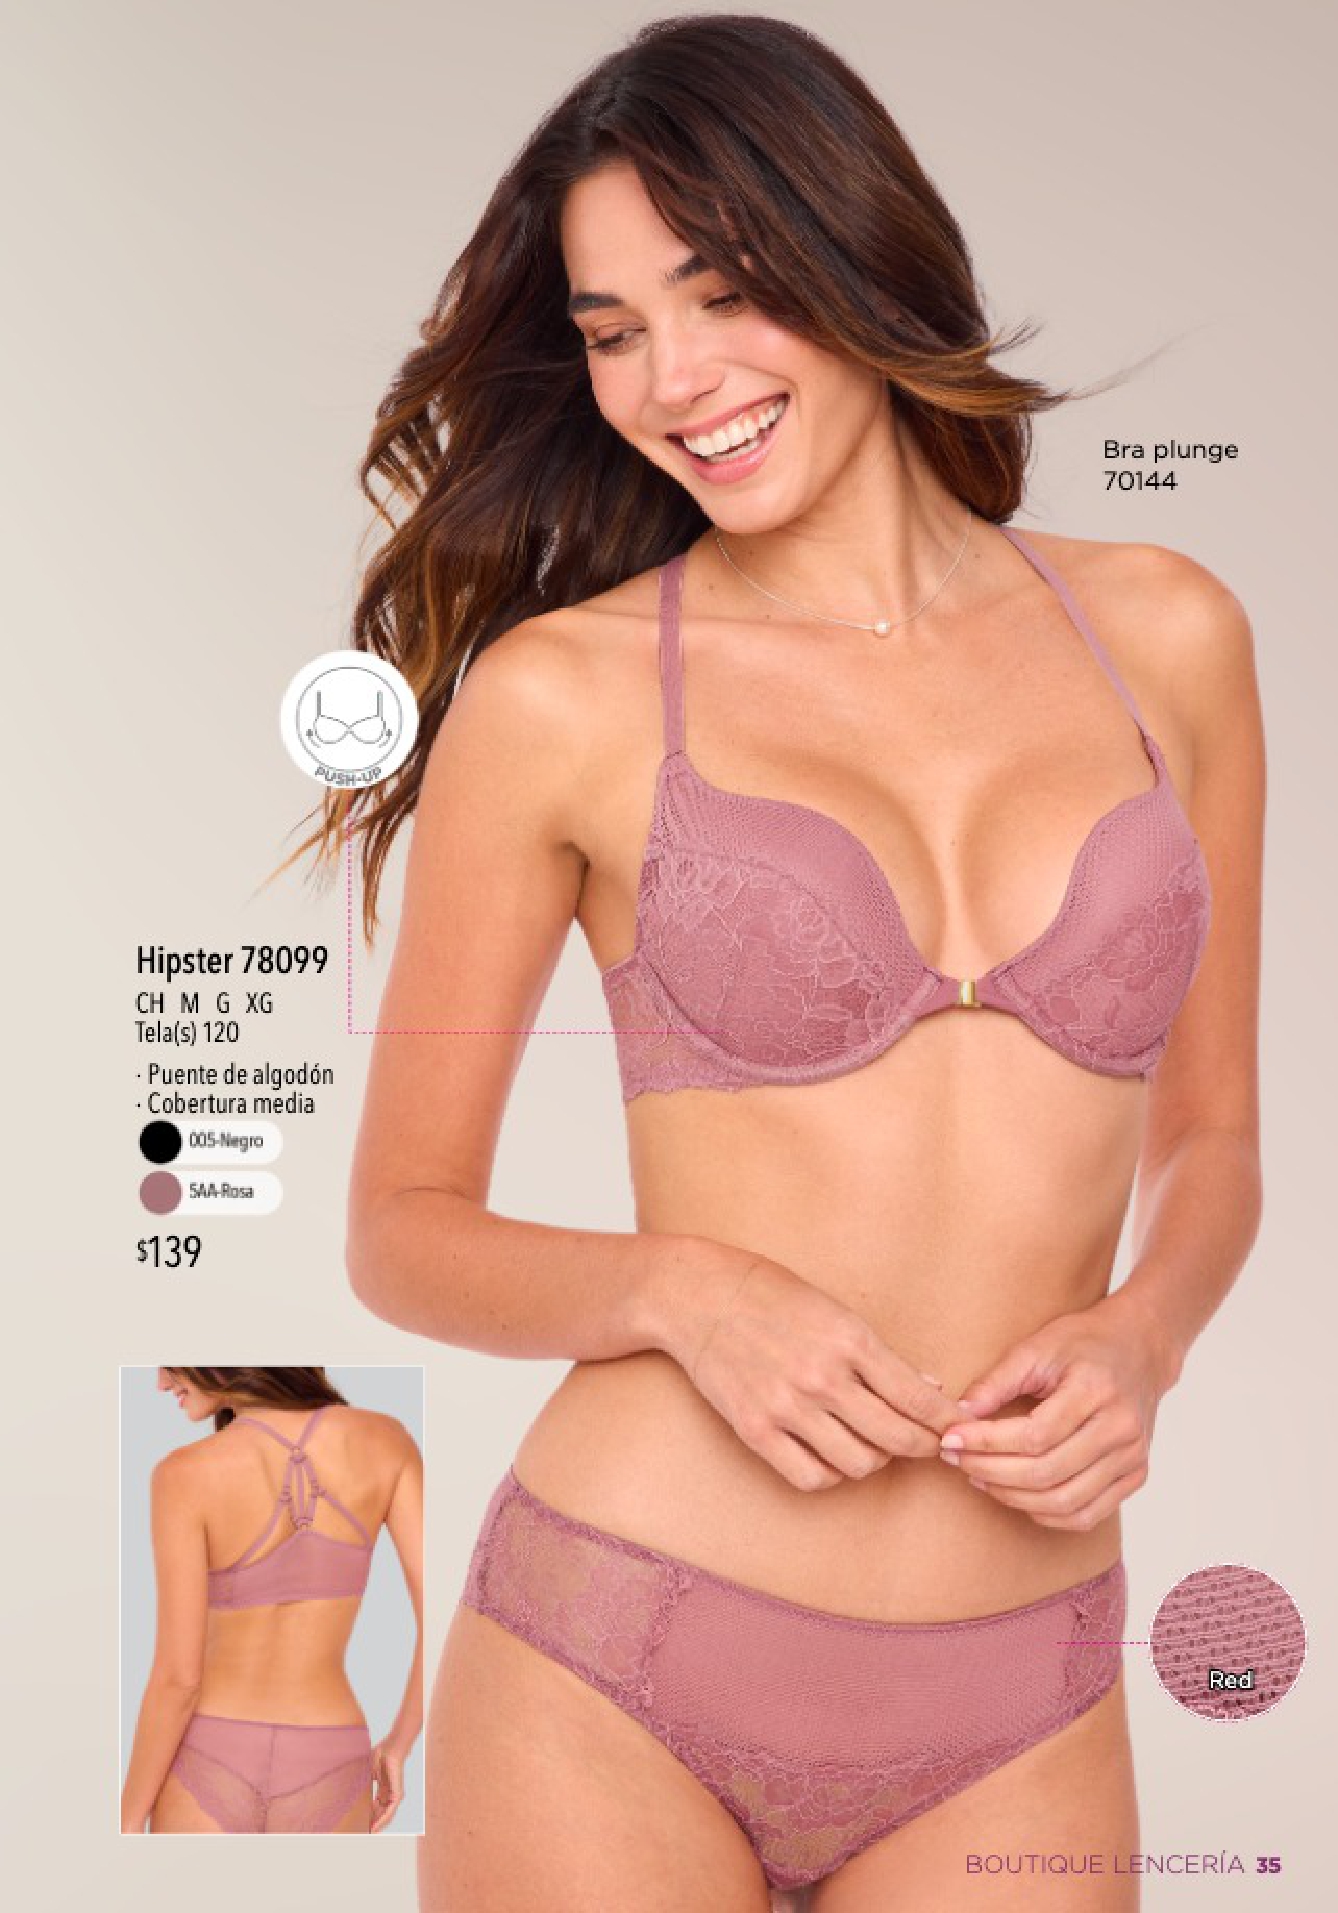 Bra plunge
70144
PUSH-UP
Hipster 78099
CH M G XG
Tela(s) 120
· Puente de algodón
· Cobertura media
005-Negro
5AA-Rosa
$139
Red
BOUTIQUE LENCERÍA 35